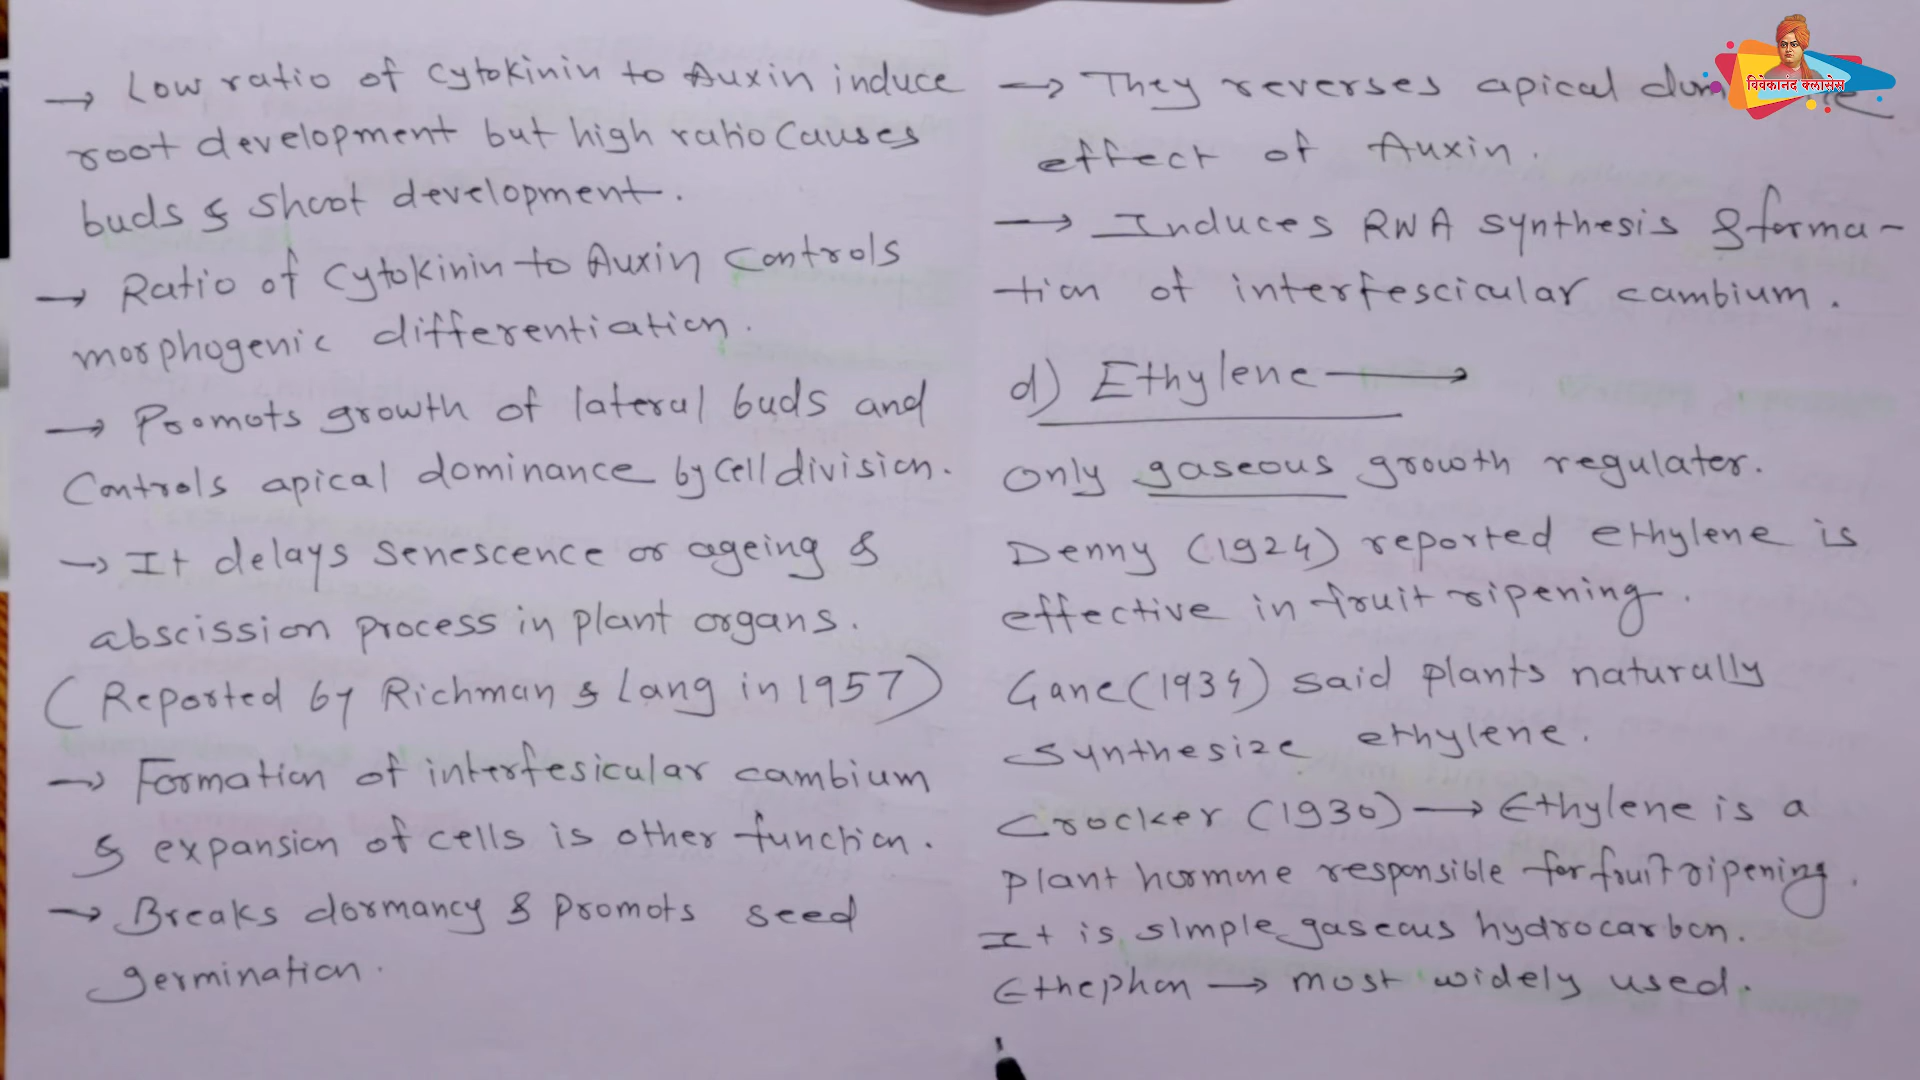 → Low ratio of cytokinin to Auxin induce
root development but high ratio causes
buds & shoot development.
→ Ratio of cytokinin to Auxin controls
morphogenic differentiation.
→ Promots growth of lateral buds and
Controls apical dominance by cell division.
→ It delays senescence or ageing &
abscission process in plant organs.
(Reported by Richman & Lang in 1957)
→ Formation of interfesicular cambium
& expansion of cells is other function.
→ Breaks dormancy & promots seed
germination.
→ They reverses apical
effect of Auxin.
→ Induces RNA synthesis & forma-
tion of interfescicular cambium.
d) Ethylene →
Only gaseous growth regulater.
Denny (1924) reported ethylene is
effective in fruit ripening.
Gane (1934) said plants naturally
synthesize ethylene.
Crocker (1930) → Ethylene is a
plant hormone responsible for fruit ripening.
It is simple gaseous hydrocarbon.
Ethephon → most widely used.
विवेकानंद क्लासेस